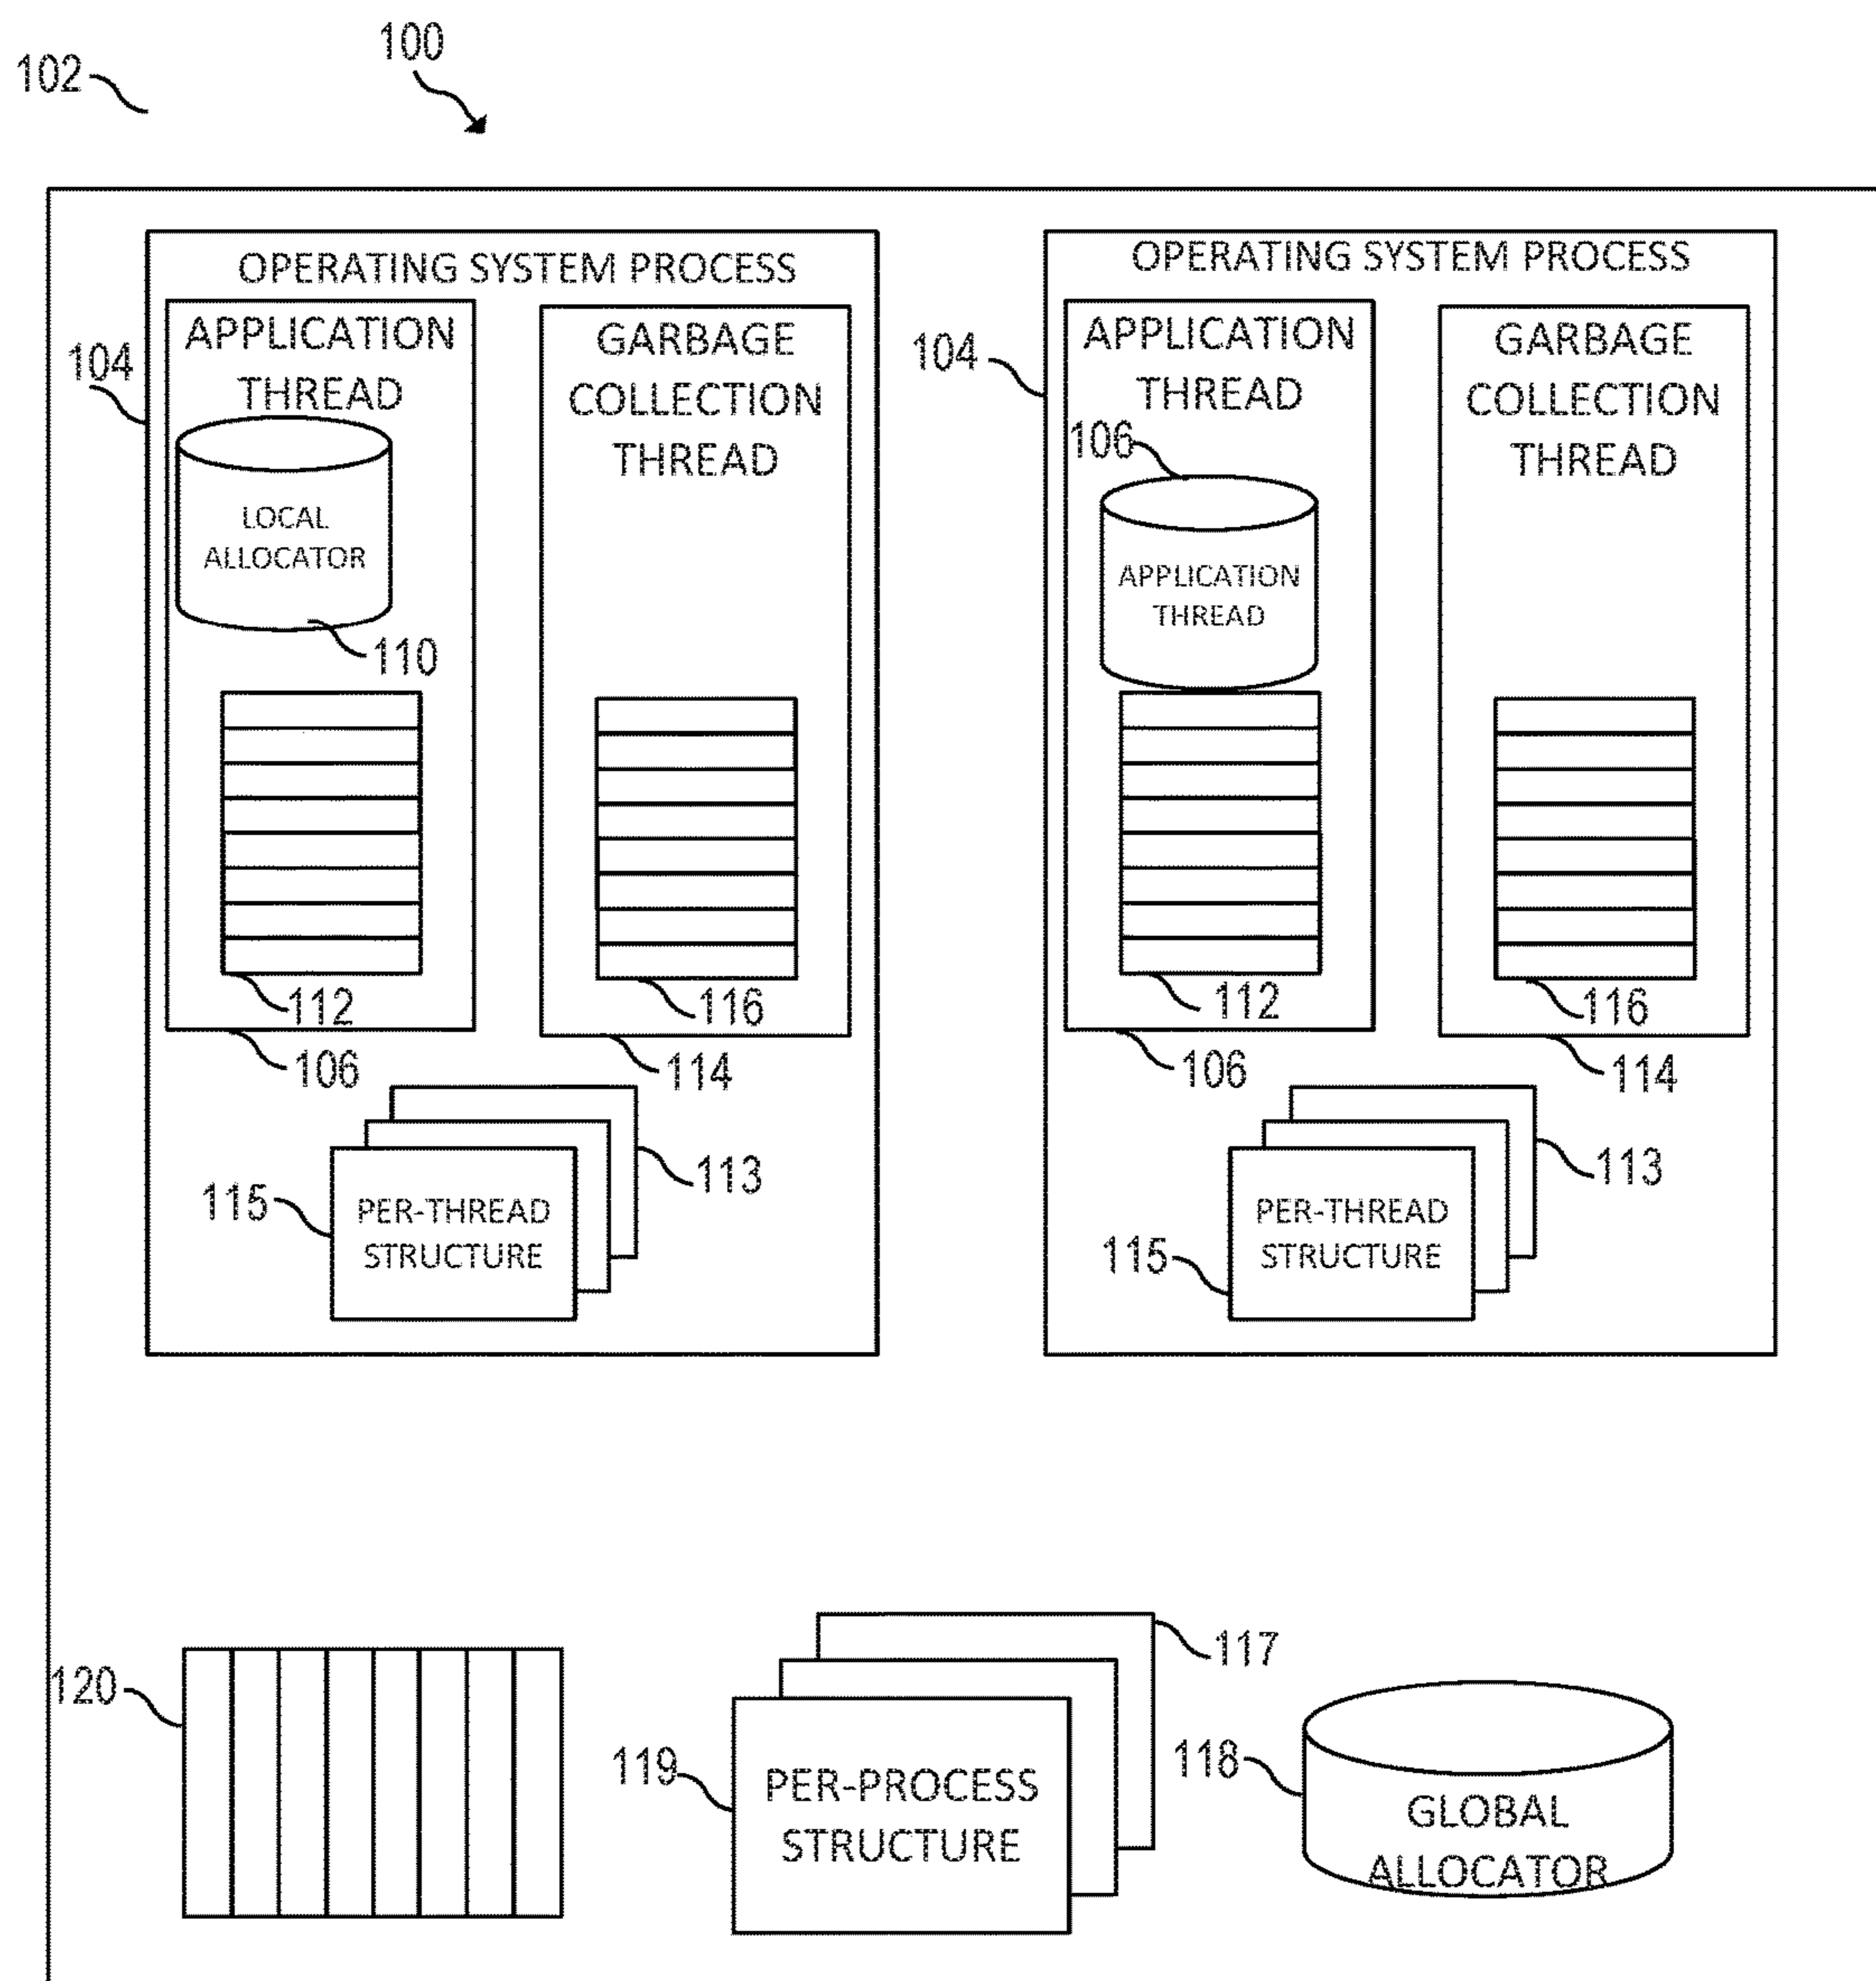 100
102
OPERATING SYSTEM PROCESS
APPLICATION
THREAD
104
LOCAL
ALLOCATOR
110
112
106
GARBAGE
COLLECTION
THREAD
116
114
113
115
PER-THREAD
STRUCTURE
OPERATING SYSTEM PROCESS
104
APPLICATION
THREAD
106
APPLICATION
THREAD
112
106
GARBAGE
COLLECTION
THREAD
116
114
113
115
PER-THREAD
STRUCTURE
120
117
119
PER-PROCESS
STRUCTURE
118
GLOBAL
ALLOCATOR